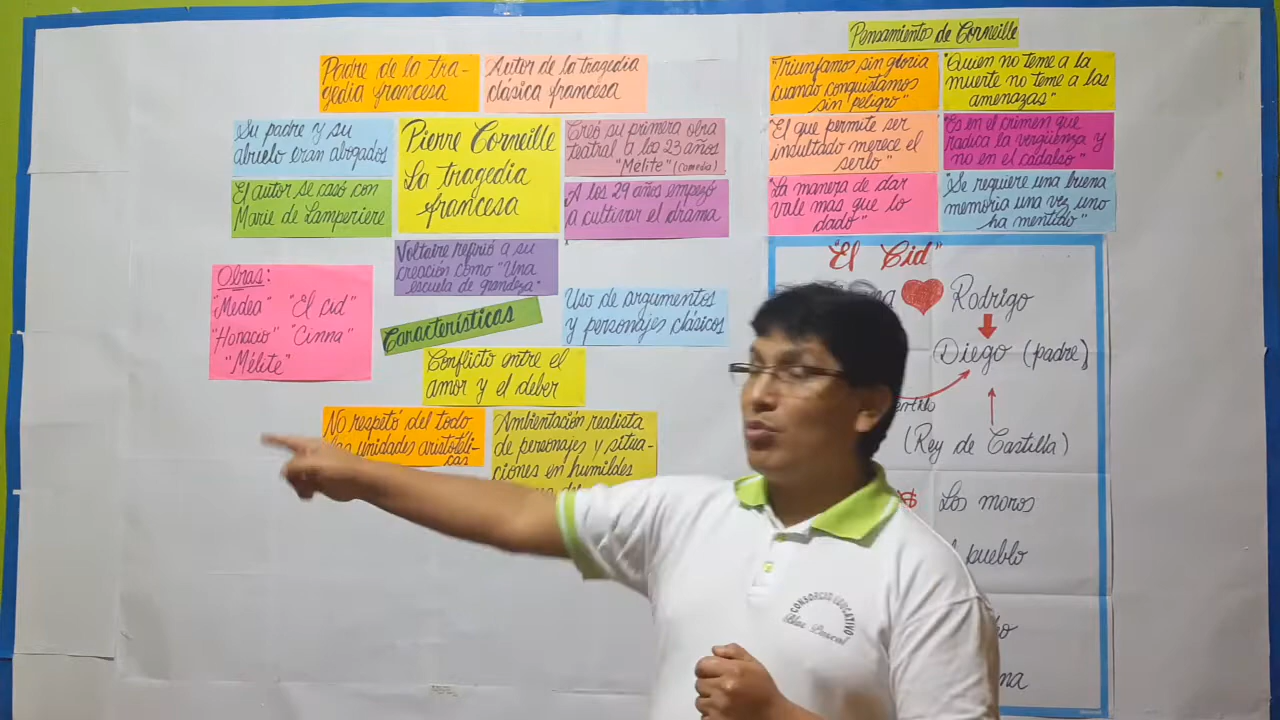 Padre de la tra-
gedia francesa
Autor de la tragedia
clásica francesa
Su padre y su
abuelo eran abogados
Pierre Corneille
La tragedia
francesa
Creó su primera obra
teatral a los 23 años
"Mélite" (comedia)
El autor, se casó con
Marie de Lamperiere
A los 29 años empezó
a cultivar el drama
Voltaire refirió a su
creación como "Una
escuela de grandeza"
Obras:
"Medea" "El cid"
"Horacio" "Cinna"
"Mélite"
Características
Uso de argumentos
y personajes clásicos
Conflicto entre el
amor y el deber
No respetó del todo
unidades aristotéli-
cas
Ambientación realista
de personajes y situa-
ciones en humildes
Pensamientos de Corneille
"Triunfamos sin gloria
cuando conquistamos
sin peligro"
"Quien no teme a la
muerte no teme a las
amenazas"
"El que permite ser
insultado merece el
serlo"
"Es en el crimen que
radica la vergüenza y
no en el cadalso"
"La manera de dar
vale mas que lo
dado"
"Se requiere una buena
memoria una vez uno
ha mentido"
"El Cid"
Rodrigo
Diego (padre)
(Rey de Castilla)
Los moros
pueblo
CONSORCIO EDUCATIVO
Blas Pascal